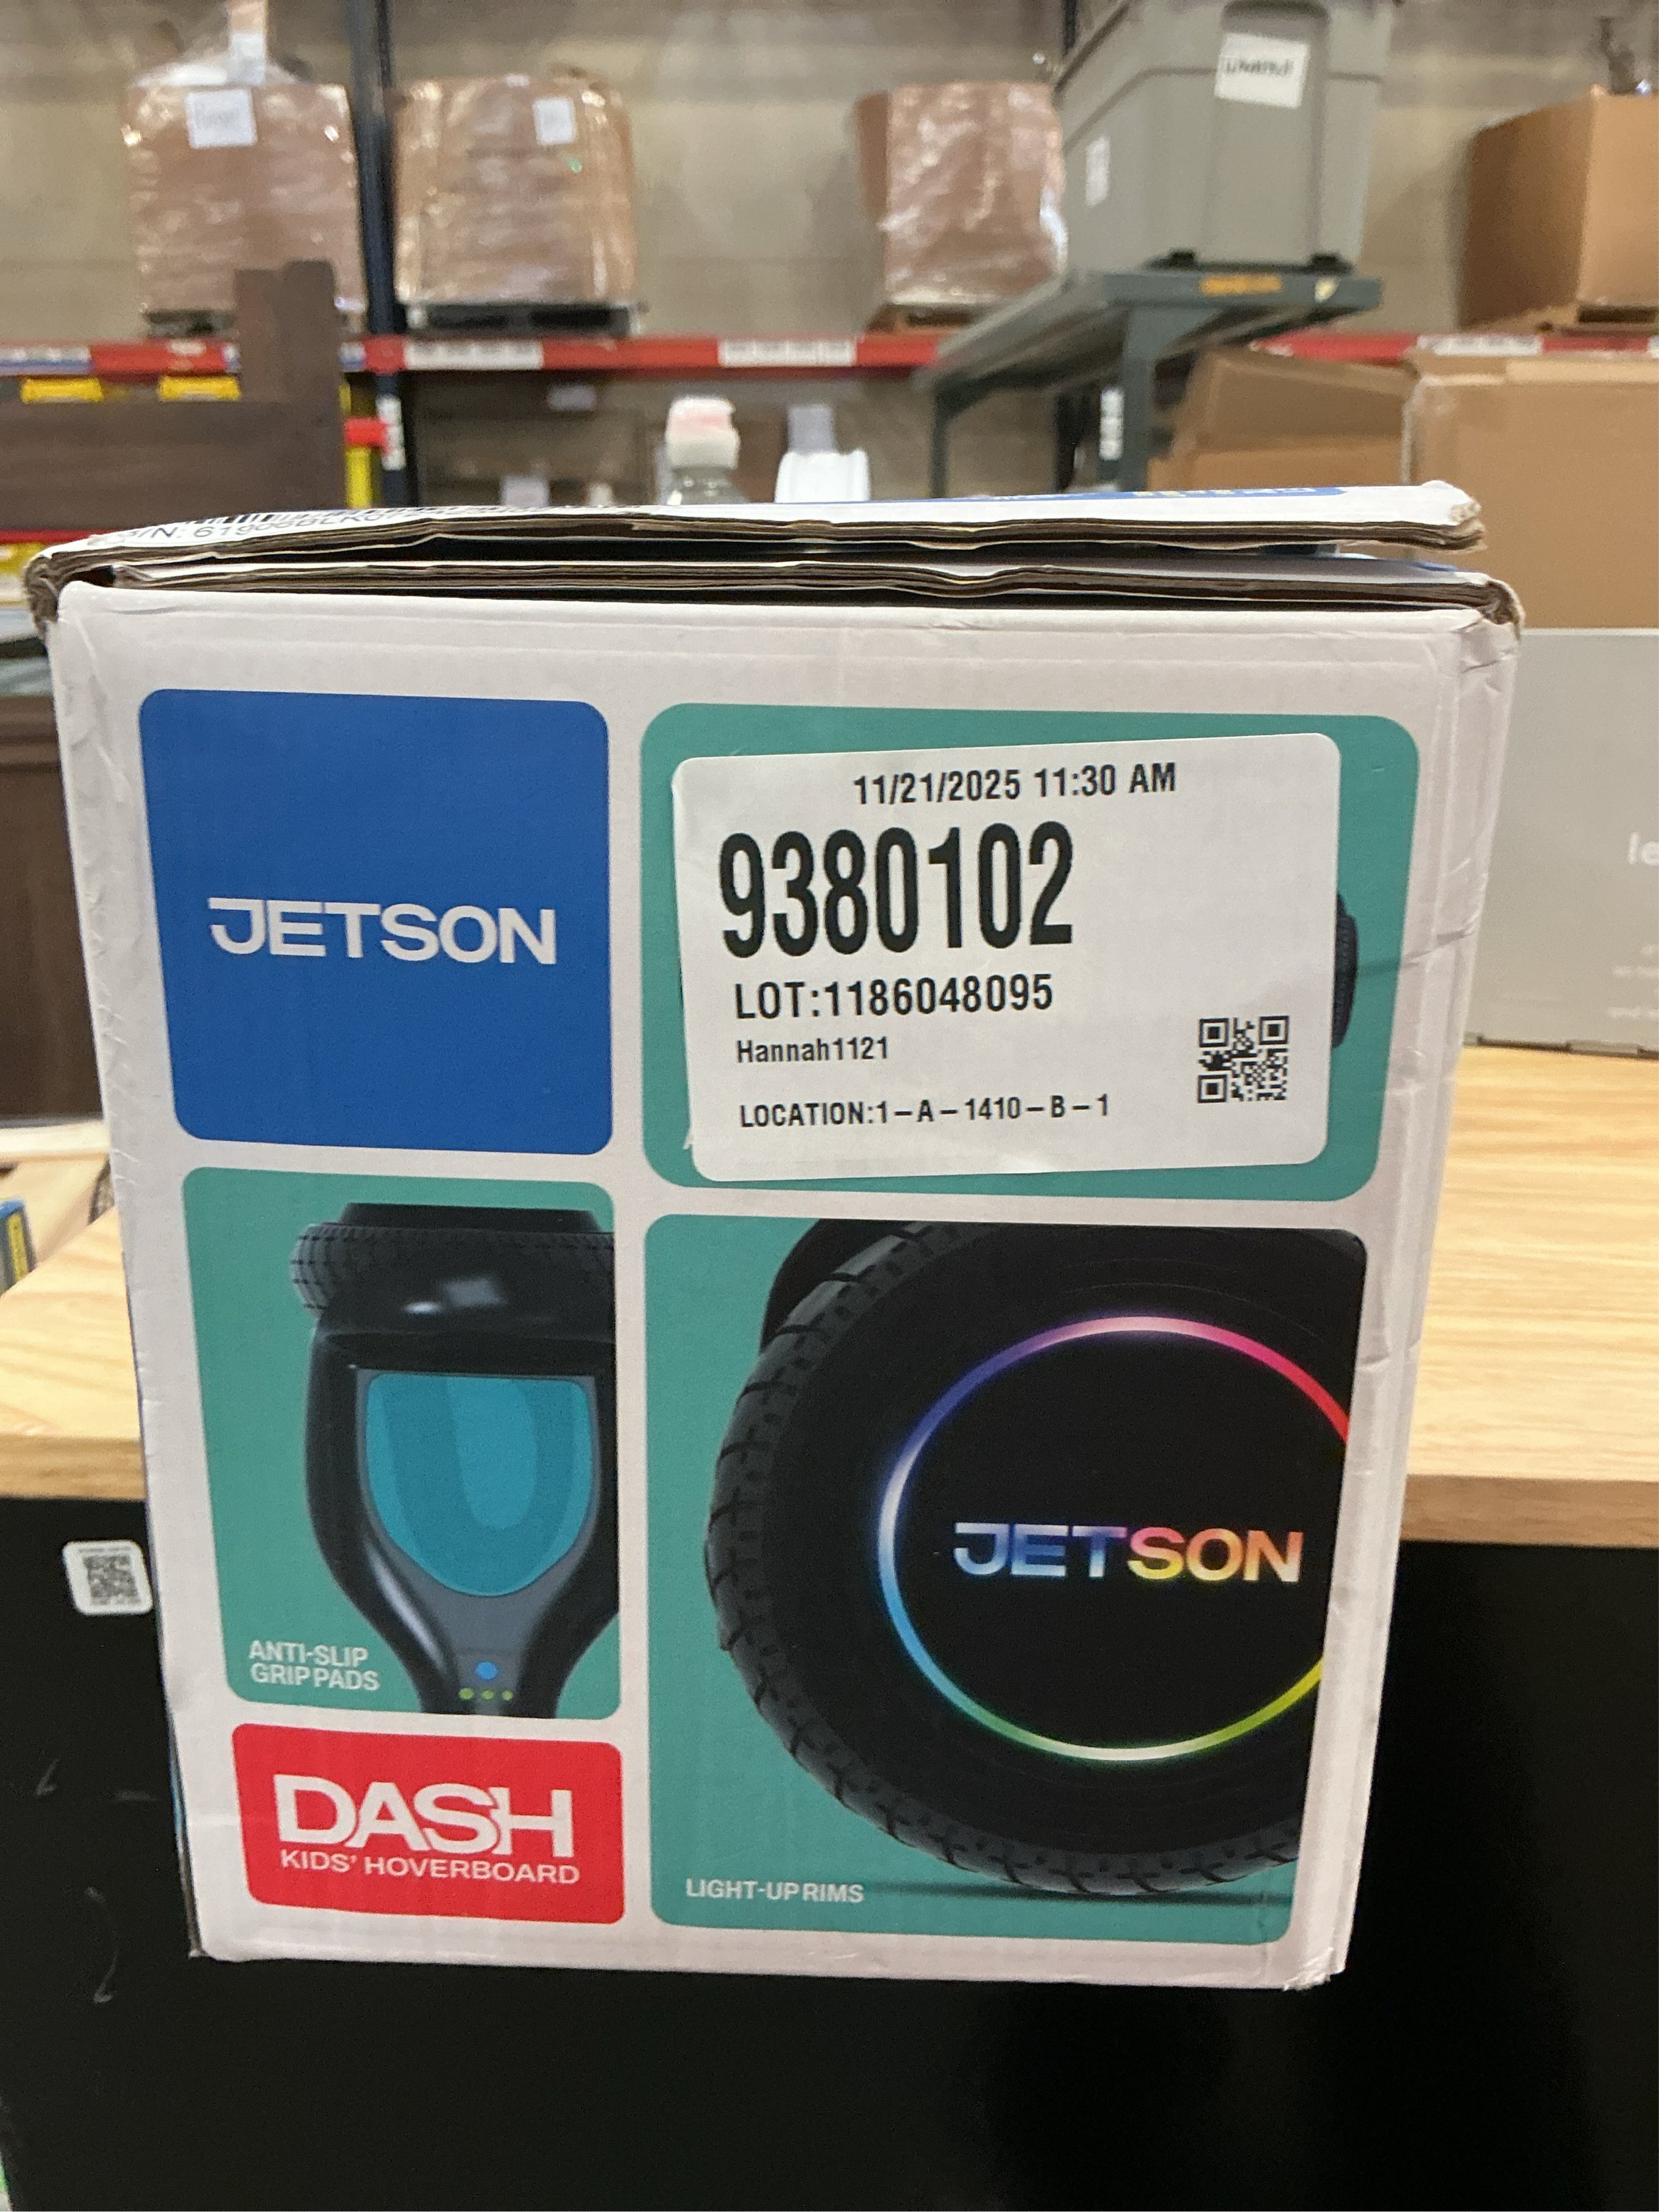 JETSON
11/21/2025 11:30 AM
9380102
LOT:1186048095
Hannah1121
LOCATION:1-A-1410-B-1
ANTI-SLIP
GRIP PADS
JETSON
DASH
KIDS' HOVERBOARD
LIGHT-UP RIMS